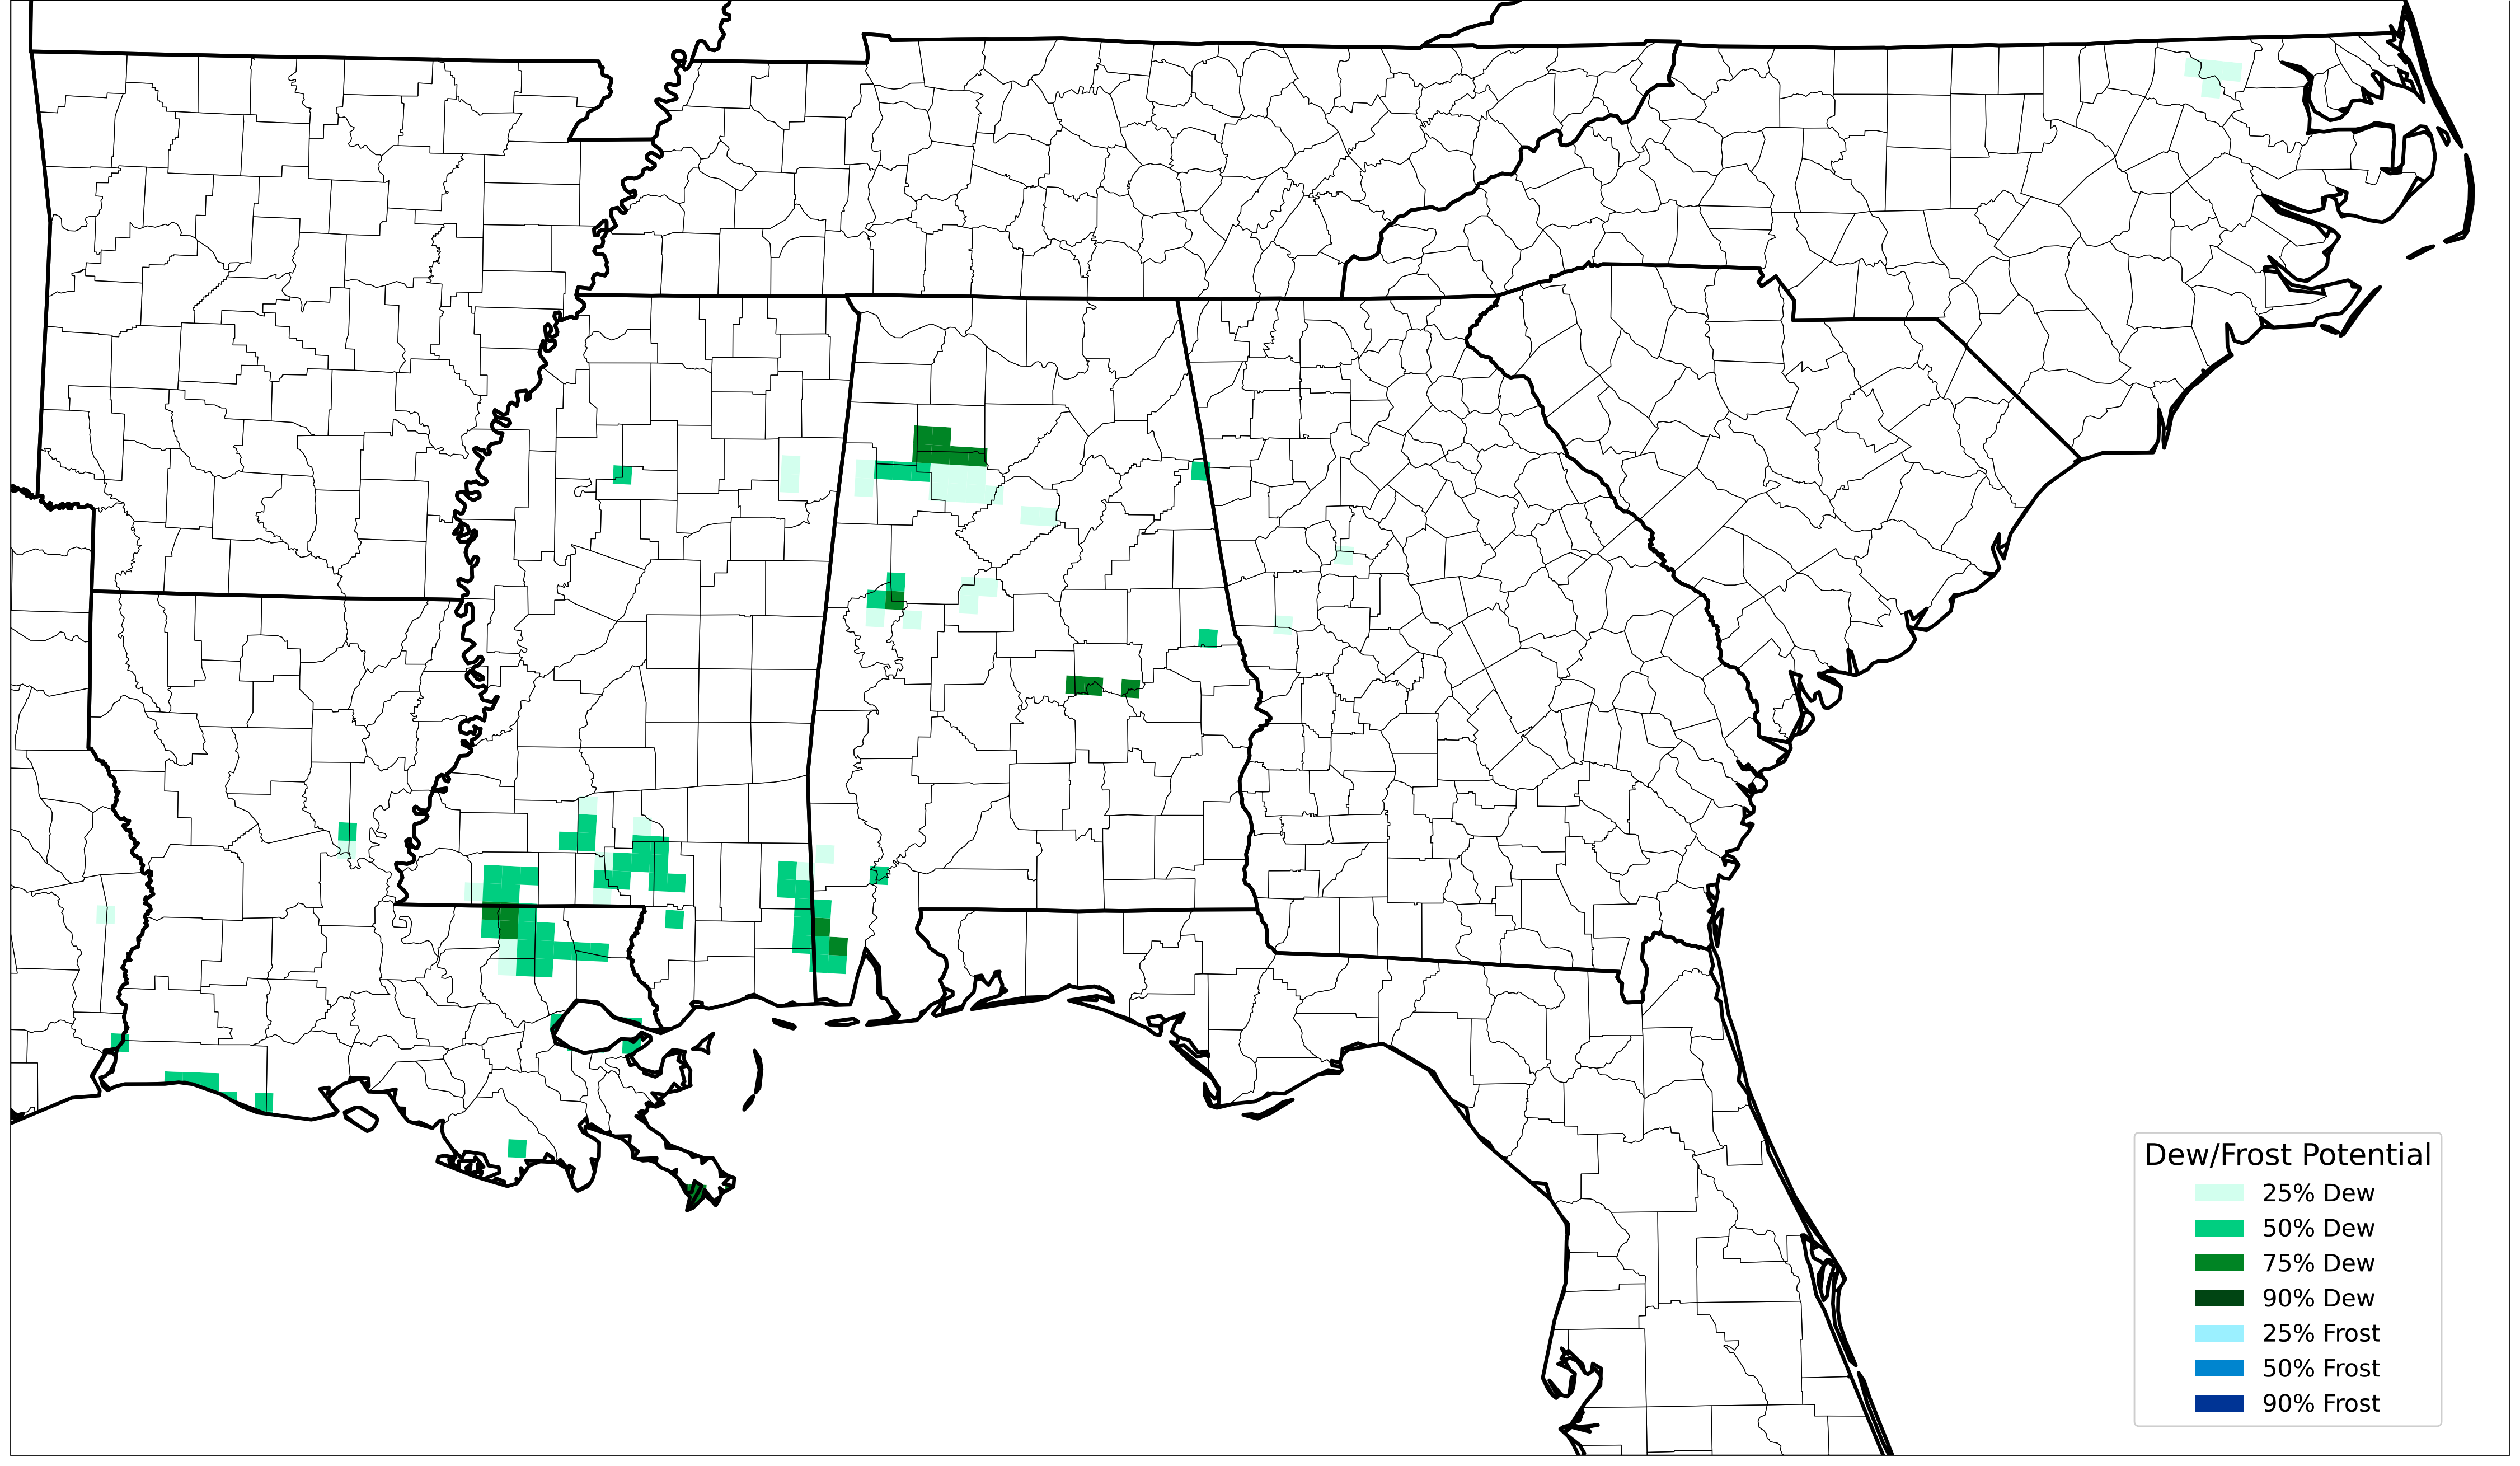 Dew/Frost Potential
25% Dew
50% Dew
75% Dew
90% Dew
25% Frost
50% Frost
90% Frost